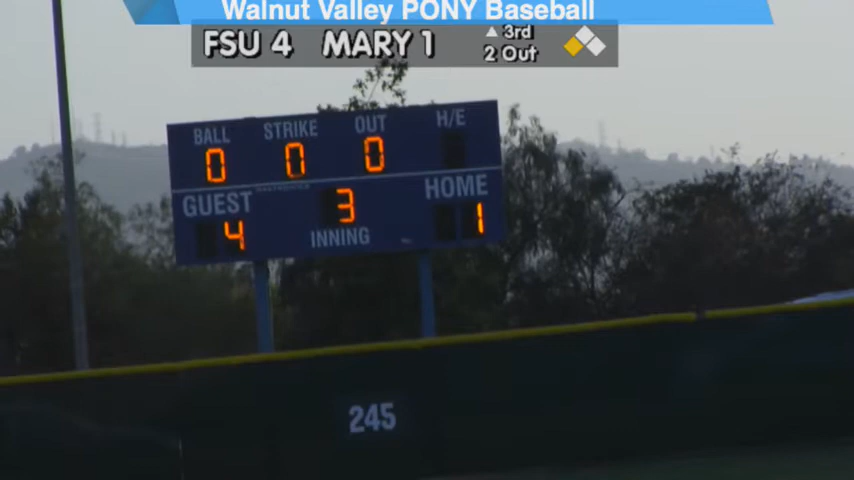 Walnut Valley PONY Baseball
FSU 4 MARY 1 ▲ 3rd
2 Out
BALL STRIKE OUT H/E
0 0 0
GUEST 3 HOME
4 INNING 1
245